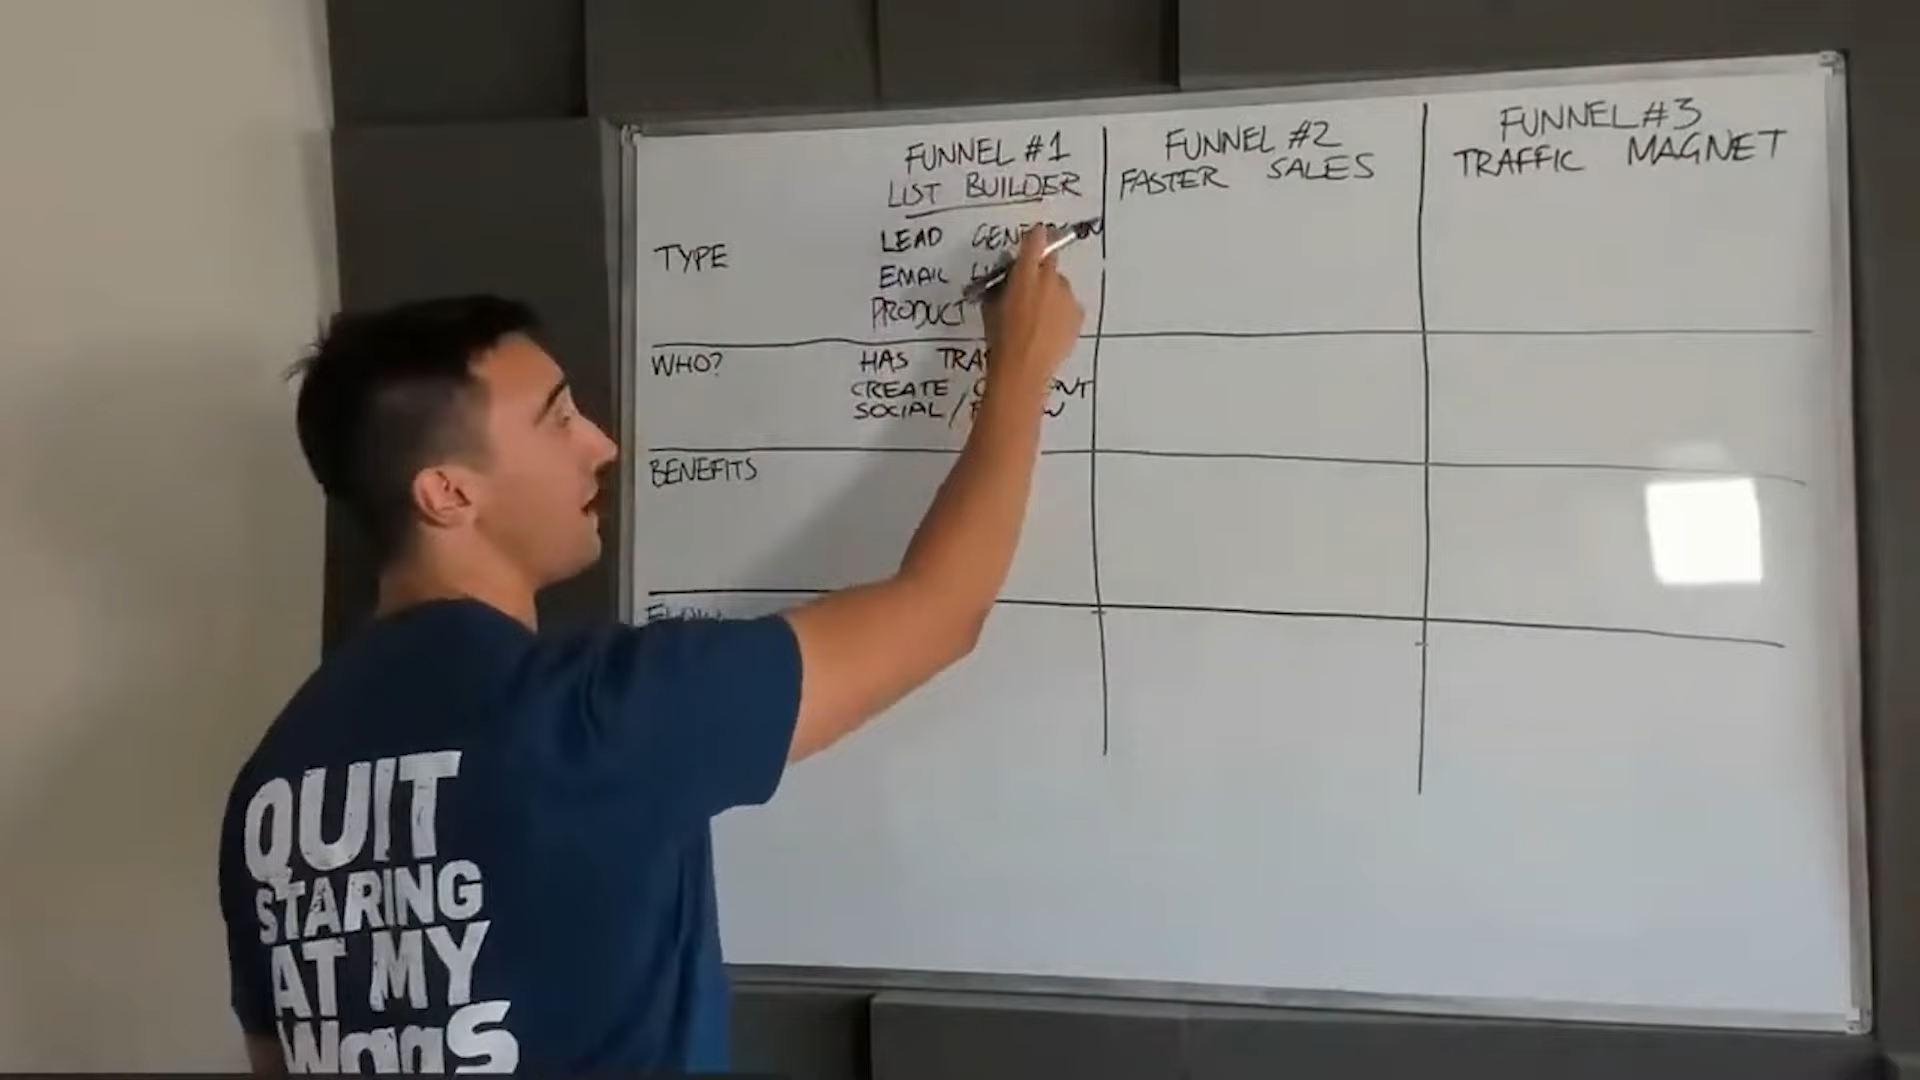 FUNNEL #1
LIST BUILDER
FUNNEL #2
FASTER SALES
FUNNEL #3
TRAFFIC MAGNET
TYPE
LEAD
EMAIL
PRODUCT
WHO?
HAS
CREATE
SOCIAL /
BENEFITS
QUIT
STARING
AT MY
WaaS